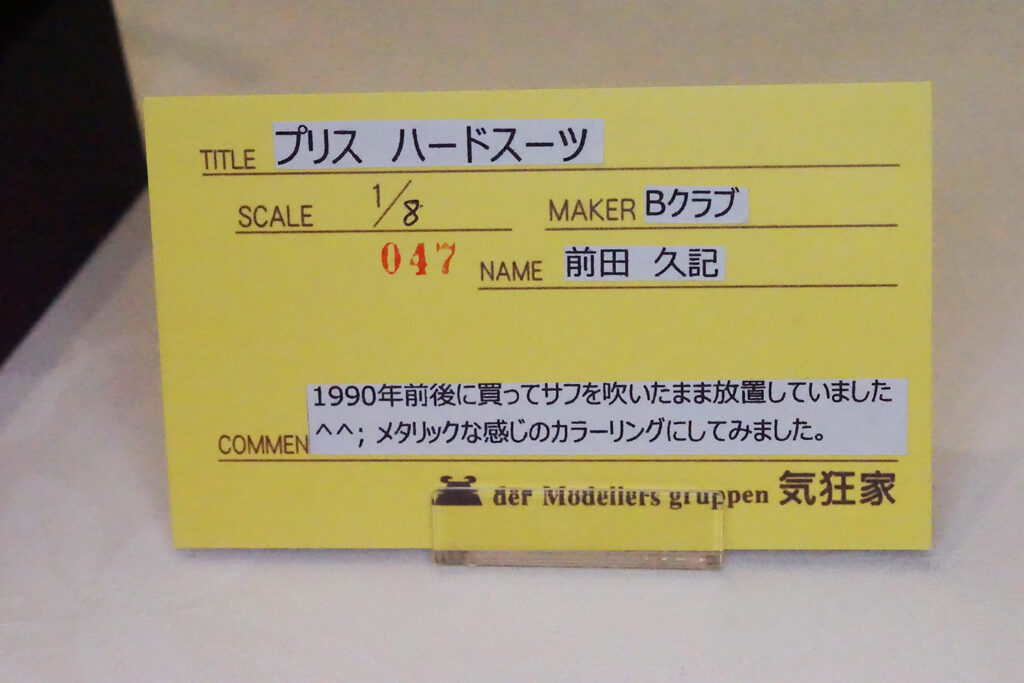 TITLE プリス ハードスーツ
SCALE 1/8 MAKER Bクラブ
047 NAME 前田 久記
1990年前後に買ってサフを吹いたまま放置していました
COMMEN ^^; メタリックな感じのカラーリングにしてみました。
der Modellers gruppen 気狂家